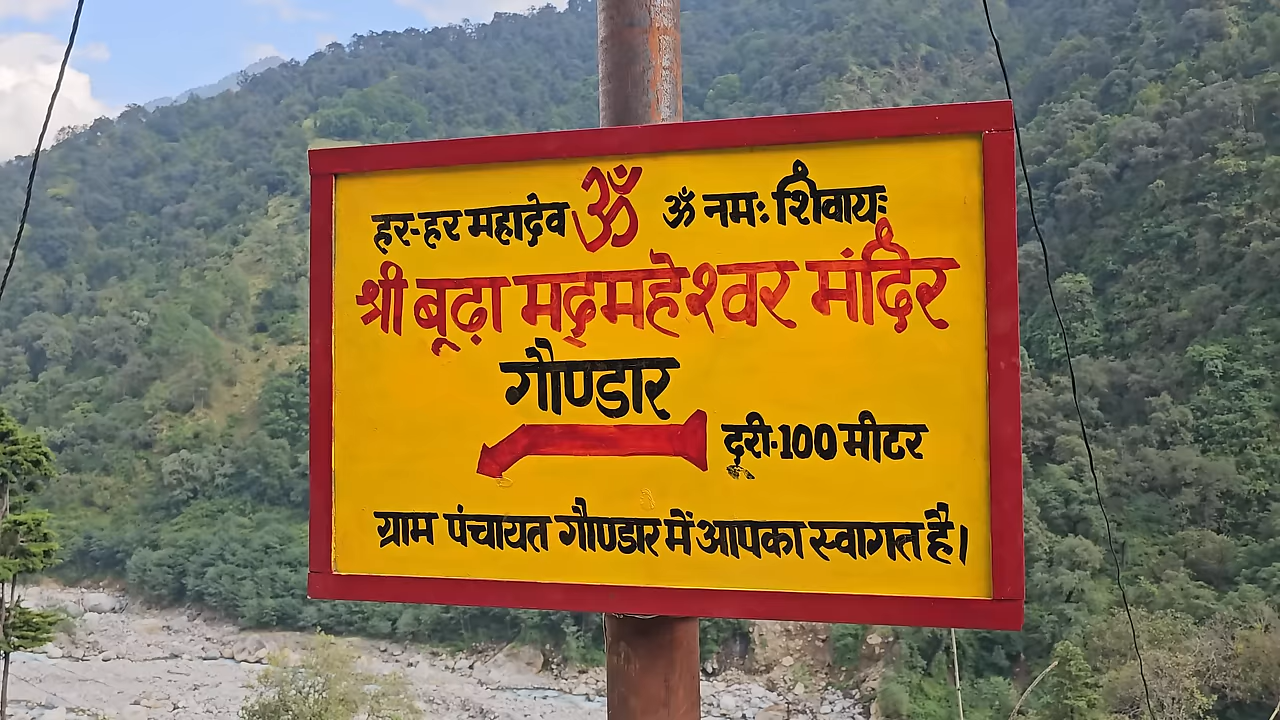 हर-हर महादेव ॐ ॐ नमः शिवायः
श्री बूढ़ा मद्महेश्वर मंदिर
गौण्डार
दूरी-100 मीटर
ग्राम पंचायत गौण्डार में आपका स्वागत है।